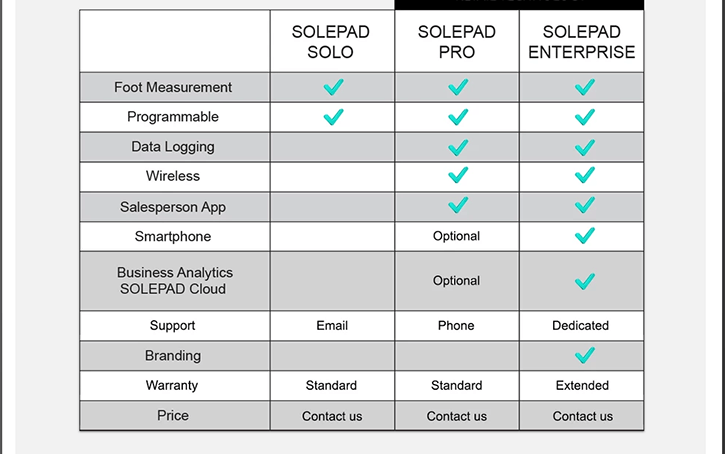 SOLEPAD SOLO
SOLEPAD PRO
SOLEPAD ENTERPRISE
Foot Measurement
Programmable
Data Logging
Wireless
Salesperson App
Smartphone Optional
Business Analytics
SOLEPAD Cloud Optional
Support Email Phone Dedicated
Branding
Warranty Standard Standard Extended
Price Contact us Contact us Contact us